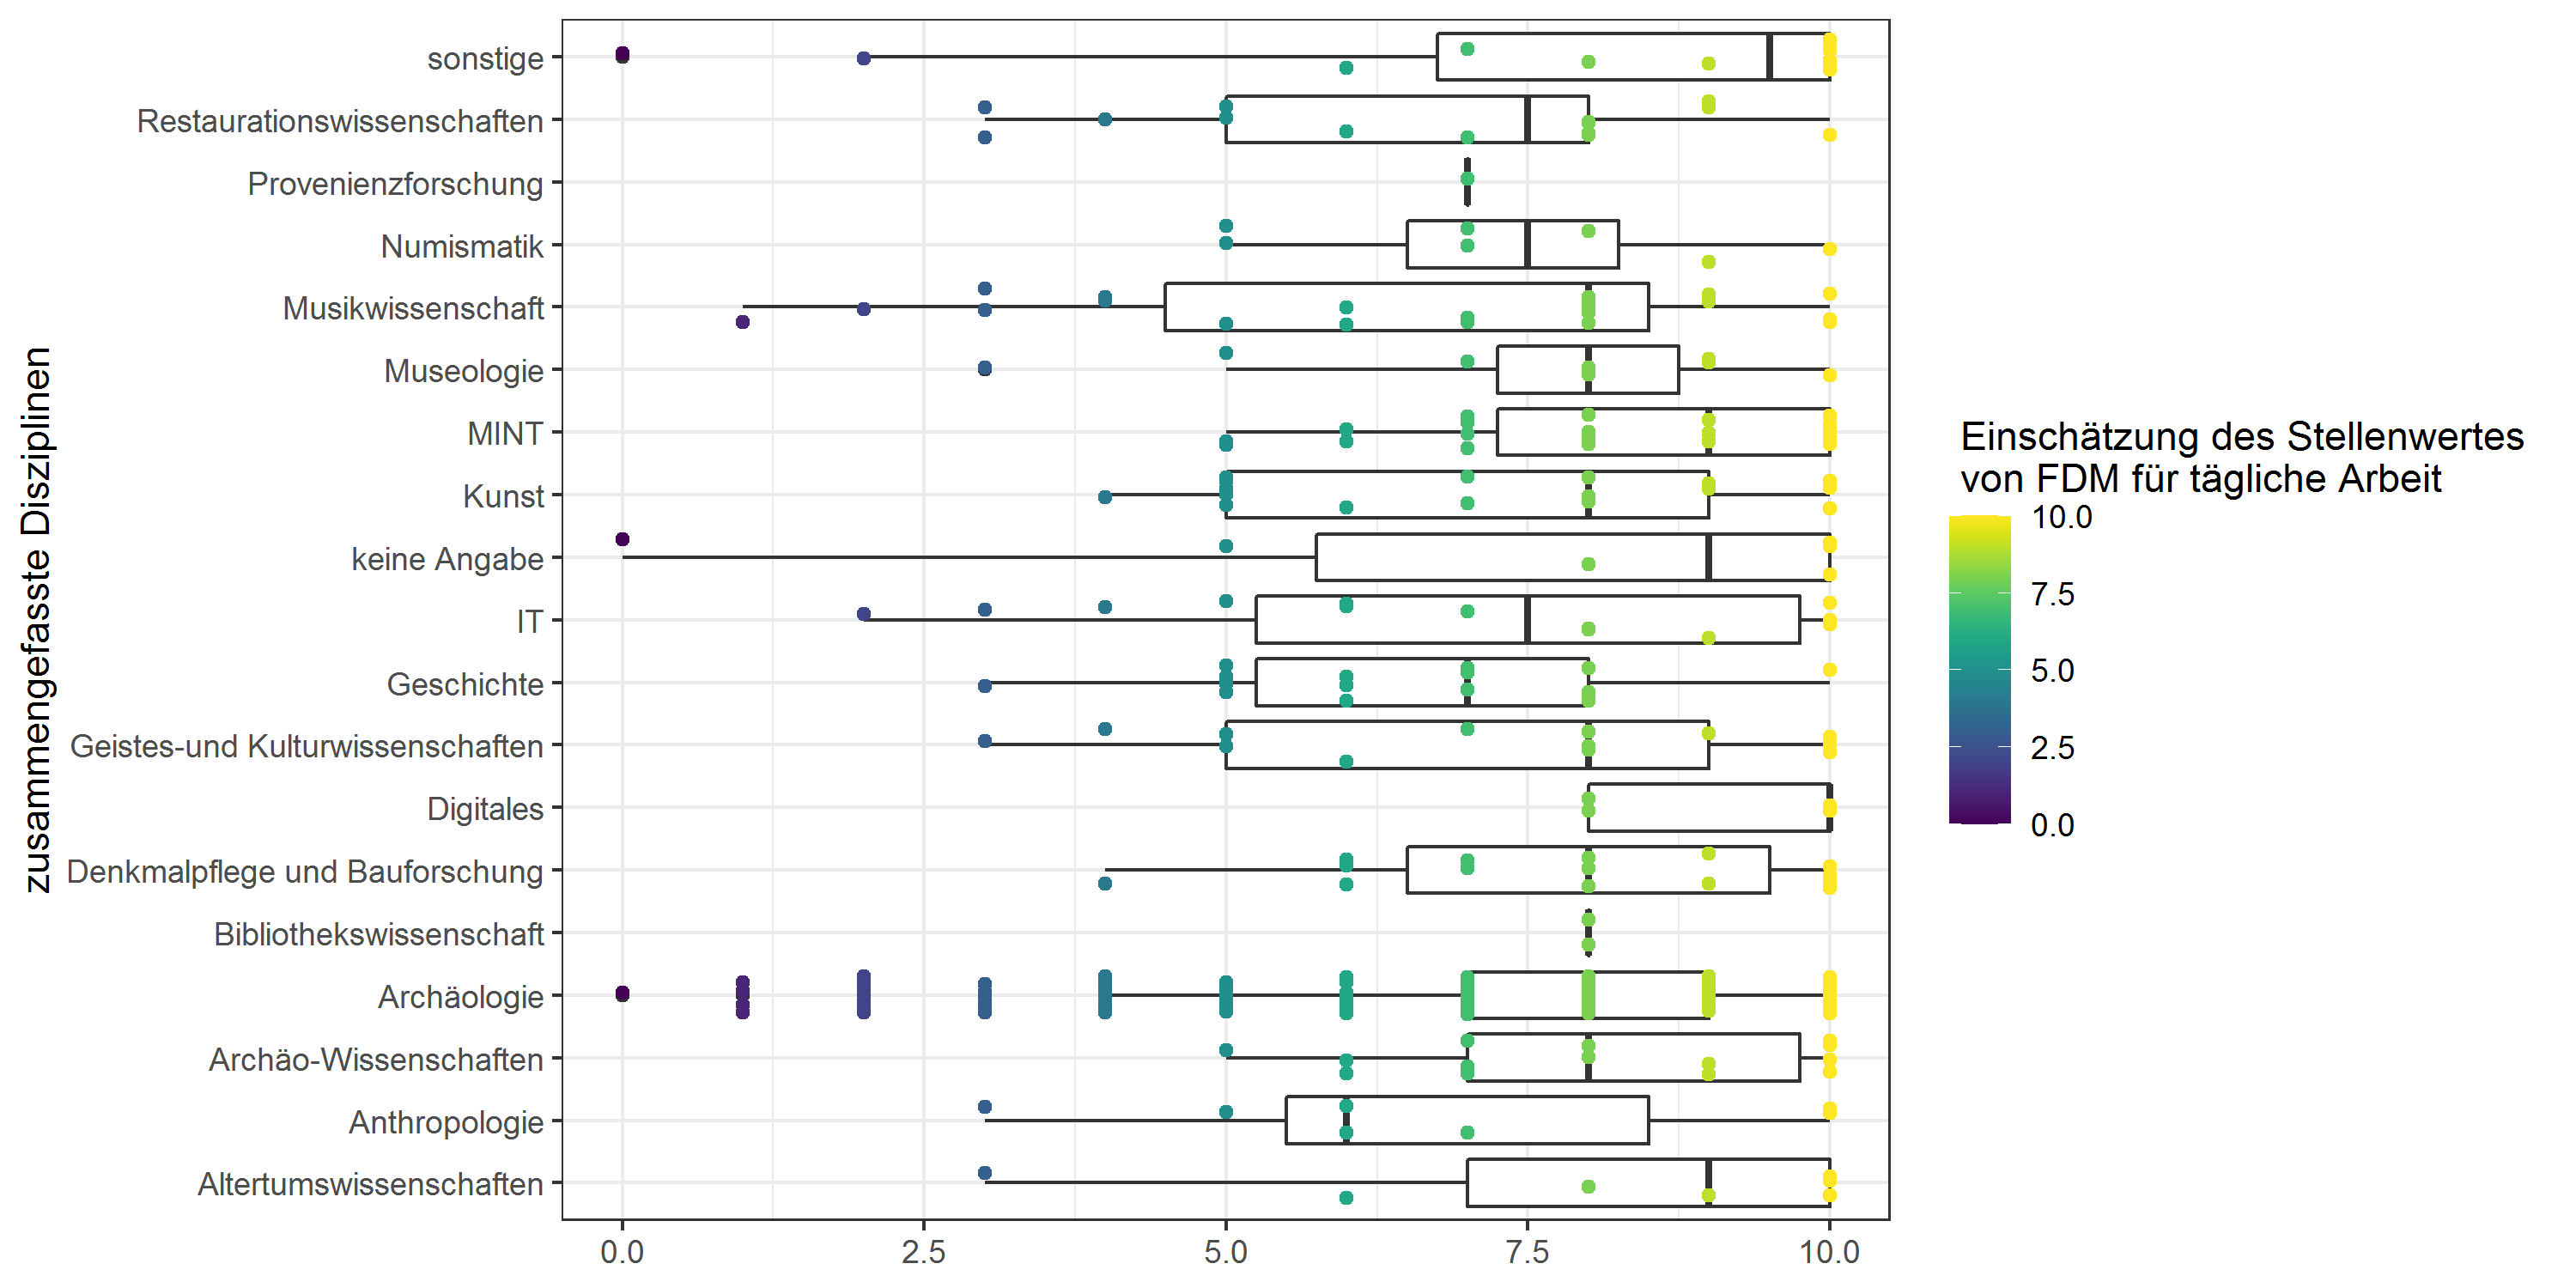 zusammengefasste Disziplinen
sonstige
Restaurationswissenschaften
Provenienzforschung
Numismatik
Musikwissenschaft
Museologie
MINT
Kunst
keine Angabe
IT
Geschichte
Geistes-und Kulturwissenschaften
Digitales
Denkmalpflege und Bauforschung
Bibliothekswissenschaft
Archäologie
Archäo-Wissenschaften
Anthropologie
Altertumswissenschaften
0.0
2.5
5.0
7.5
10.0
Einschätzung des Stellenwertes
von FDM für tägliche Arbeit
10.0
7.5
5.0
2.5
0.0